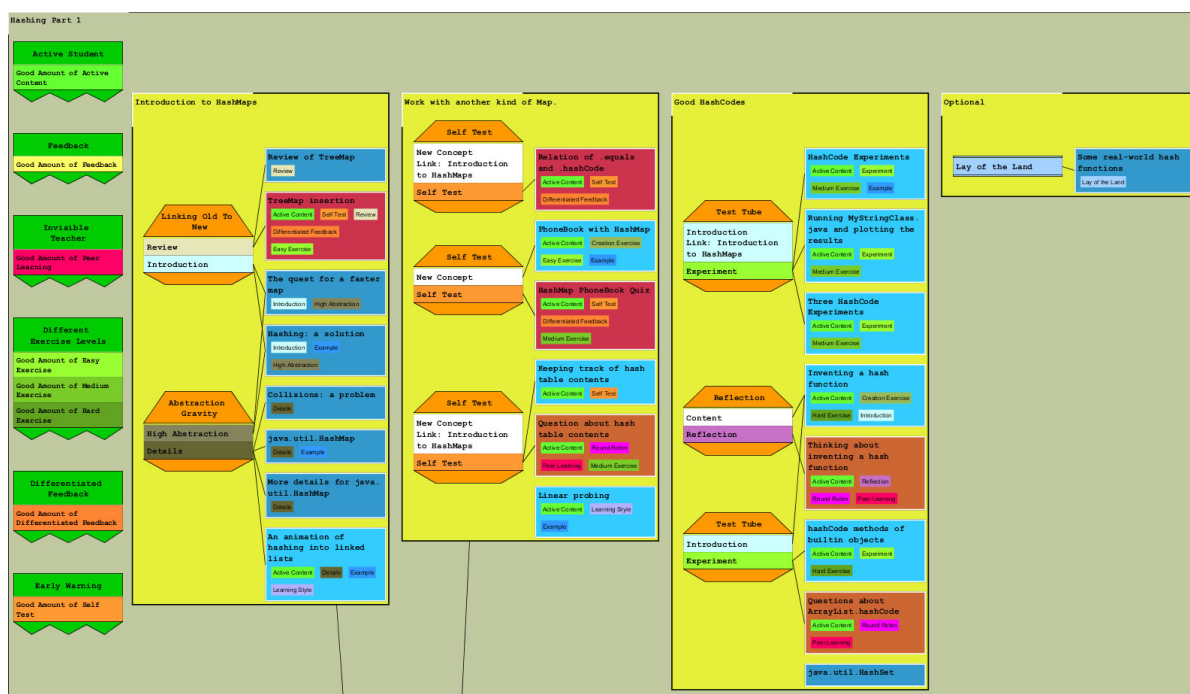 Hashing Part 1
Active Student
Good Amount of Active
Content
Feedback
Good Amount of Feedback
Invisible
Teacher
Good Amount of Peer
Learning
Different
Exercise Levels
Good Amount of Easy
Exercise
Good Amount of Medium
Exercise
Good Amount of Hard
Exercise
Differentiated
Feedback
Good Amount of
Differentiated Feedback
Early Warning
Good Amount of Self
Test
Introduction to HashMaps
Linking Old To
New
Review
Introduction
Abstraction
Gravity
High Abstraction
Details
Review of TreeMap
Review
TreeMap insertion
Active Content Self Test Review
Differentiated Feedback
Easy Exercise
The quest for a faster
map
Introduction High Abstraction
Hashing: a solution
Introduction Example
High Abstraction
Collisions: a problem
Details
java.util.HashMap
Details Example
More details for java.
util.HashMap
Details
An animation of
hashing into linked
lists
Active Content Details Example
Learning Style
Work with another kind of Map.
Self Test
New Concept
Link: Introduction
to HashMaps
Self Test
Self Test
New Concept
Self Test
Self Test
New Concept
Link: Introduction
to HashMaps
Self Test
Relation of .equals
and .hashCode
Active Content Self Test
Differentiated Feedback
PhoneBook with HashMap
Active Content Creation Exercise
Easy Exercise Example
HashMap PhoneBook Quiz
Active Content Self Test
Differentiated Feedback
Medium Exercise
Keeping track of hash
table contents
Active Content Self Test
Question about hash
table contents
Active Content Round Robin
Peer Learning Medium Exercise
Linear probing
Active Content Learning Style
Example
Good HashCodes
Test Tube
Introduction
Link: Introduction
to HashMaps
Experiment
Reflection
Content
Reflection
Test Tube
Introduction
Experiment
HashCode Experiments
Active Content Experiment
Medium Exercise Example
Running MyStringClass.
java and plotting the
results
Active Content Experiment
Medium Exercise
Three HashCode
Experiments
Active Content Experiment
Medium Exercise
Inventing a hash
function
Active Content Creation Exercise
Hard Exercise Introduction
Thinking about
inventing a hash
function
Active Content Reflection
Round Robin Peer Learning
hashCode methods of
builtin objects
Active Content Experiment
Hard Exercise
Questions about
ArrayList.hashCode
Active Content Round Robin
Peer Learning
java.util.HashSet
Optional
Lay of the Land
Some real-world hash
functions
Lay of the Land